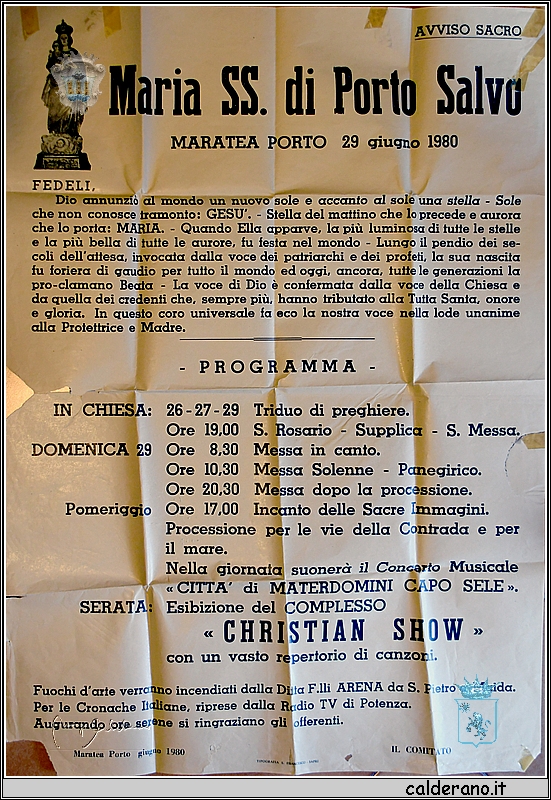 AVVISO SACRO
Maria SS. di Porto Salvo
MARATEA PORTO 29 giugno 1980
FEDELI,
Dio annunziò al mondo un nuovo sole e accanto al sole una stella - Sole
che non conosce tramonto: GESU'. - Stella del mattino che lo precede e aurora
che lo porta: MARIA. - Quando Ella apparve, la più luminosa di tutte le stelle
e la più bella di tutte le aurore, fu festa nel mondo - Lungo il pendio dei se-
coli dell'attesa, invocata dalla voce dei patriarchi e dei profeti, la sua nascita
fu foriera di gaudio per tutto il mondo ed oggi, ancora, tutte le generazioni la
pro-clamano Beata - La voce di Dio è confermata dalla voce della Chiesa e
da quella dei credenti che, sempre più, hanno tributato alla Tutta Santa, onore
e gloria. In questo coro universale fa eco la nostra voce nella lode unanime
alla Protettrice e Madre.
- PROGRAMMA -
IN CHIESA: 26-27-29 Triduo di preghiere.
Ore 19,00 S. Rosario - Supplica - S. Messa.
DOMENICA 29 Ore 8,30 Messa in canto.
Ore 10,30 Messa Solenne - Panegirico.
Ore 20,30 Messa dopo la processione.
Pomeriggio Ore 17,00 Incanto delle Sacre Immagini.
Processione per le vie della Contrada e per
il mare.
Nella giornata suonerà il Concerto Musicale
«CITTA' di MATERDOMINI CAPO SELE».
SERATA: Esibizione del COMPLESSO
« CHRISTIAN SHOW »
con un vasto repertorio di canzoni.
Fuochi d'arte verranno incendiati dalla Ditta F.lli ARENA da S. Pietro
Per le Cronache Italiane, riprese dalla Radio TV di Potenza.
Augurando ore serene si ringraziano gli offerenti.
Maratea Porto giugno 1980 IL COMITATO
calderano.it